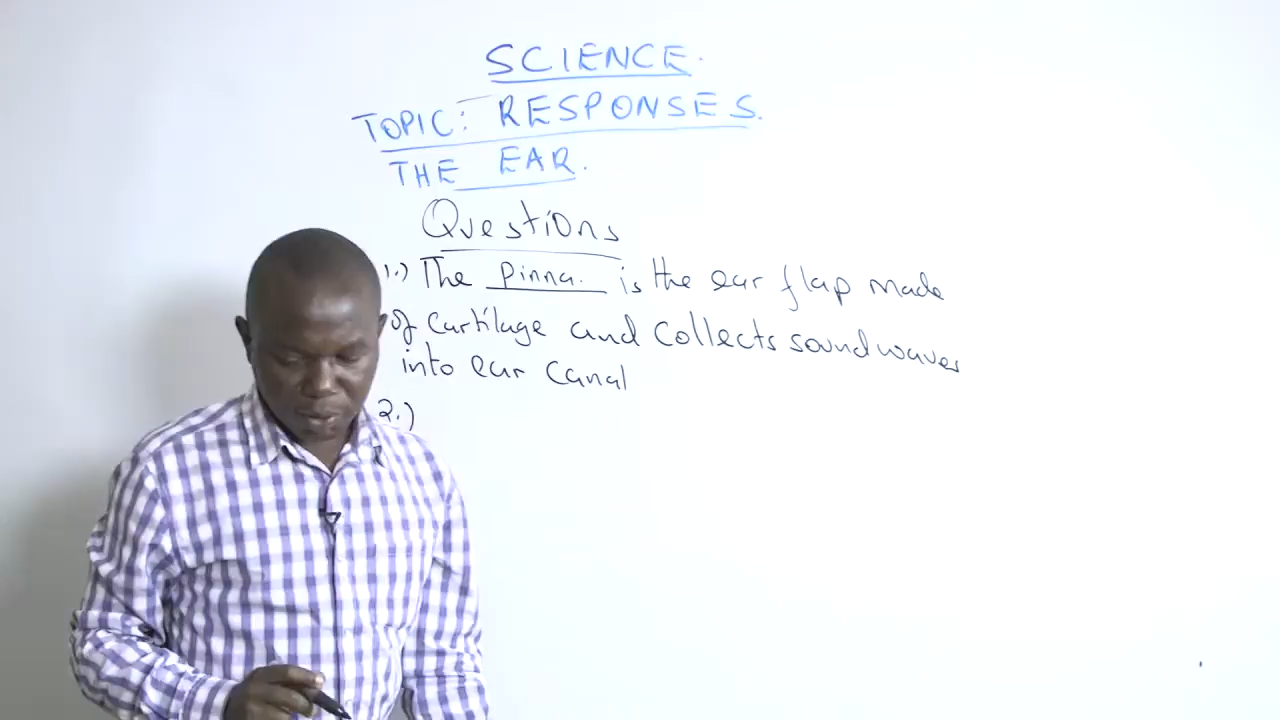 SCIENCE.
TOPIC: RESPONSES.
THE EAR.
Questions
1.) The pinna. is the ear flap made
of cartilage and collects sound waves
into ear canal
2.)